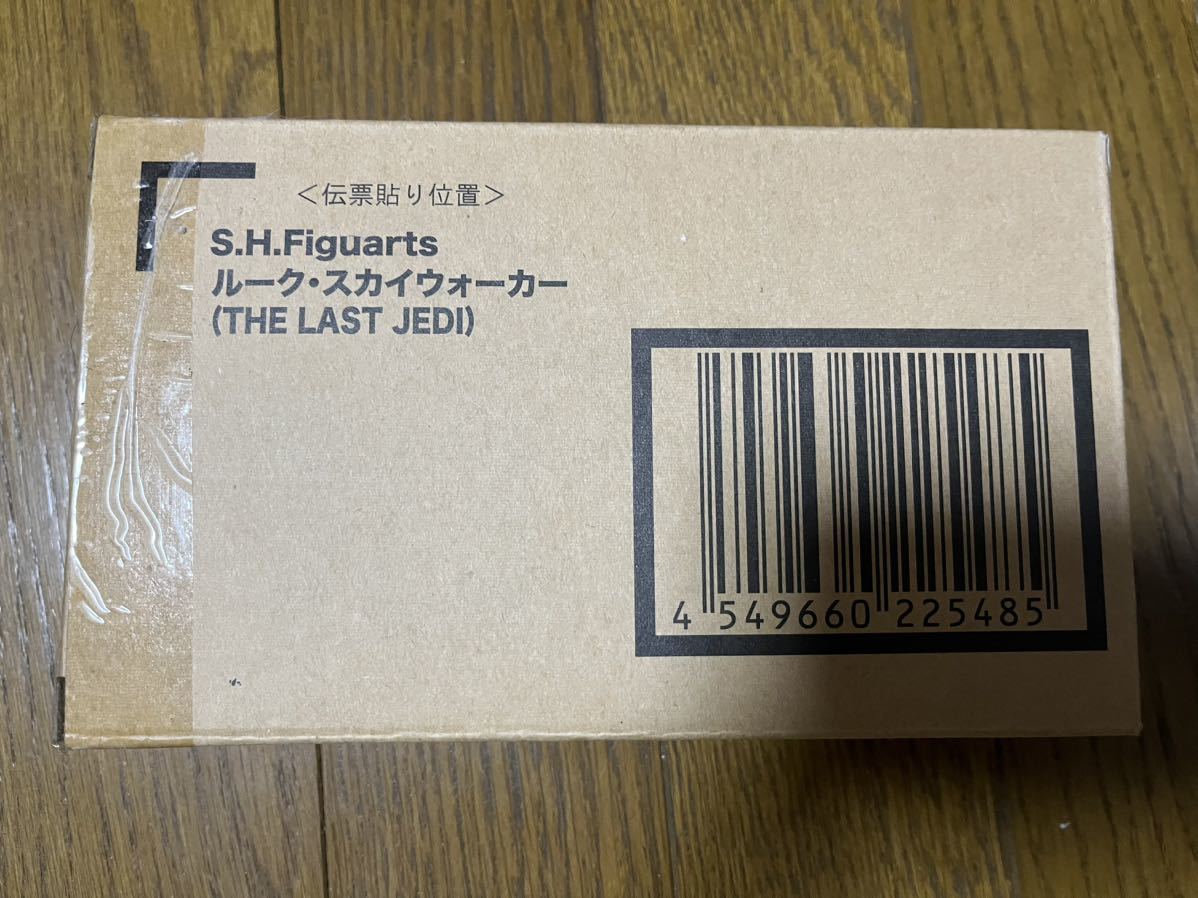 ＜伝票貼り位置＞
S.H.Figuarts
ルーク・スカイウォーカー
(THE LAST JEDI)
4 549660 225485